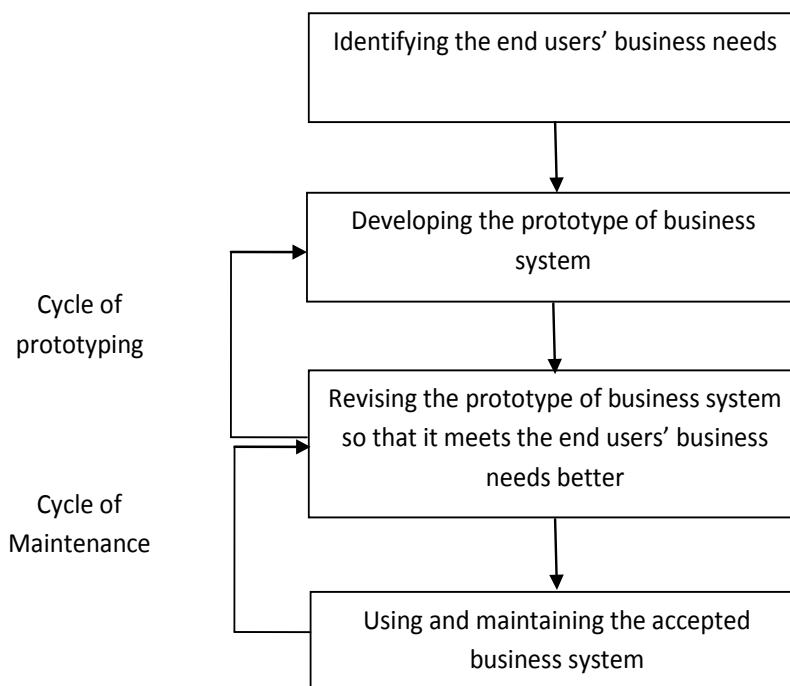 Identifying the end users’ business needs
Developing the prototype of business
system
Cycle of
prototyping
Revising the prototype of business system
so that it meets the end users’ business
needs better
Cycle of
Maintenance
Using and maintaining the accepted
business system